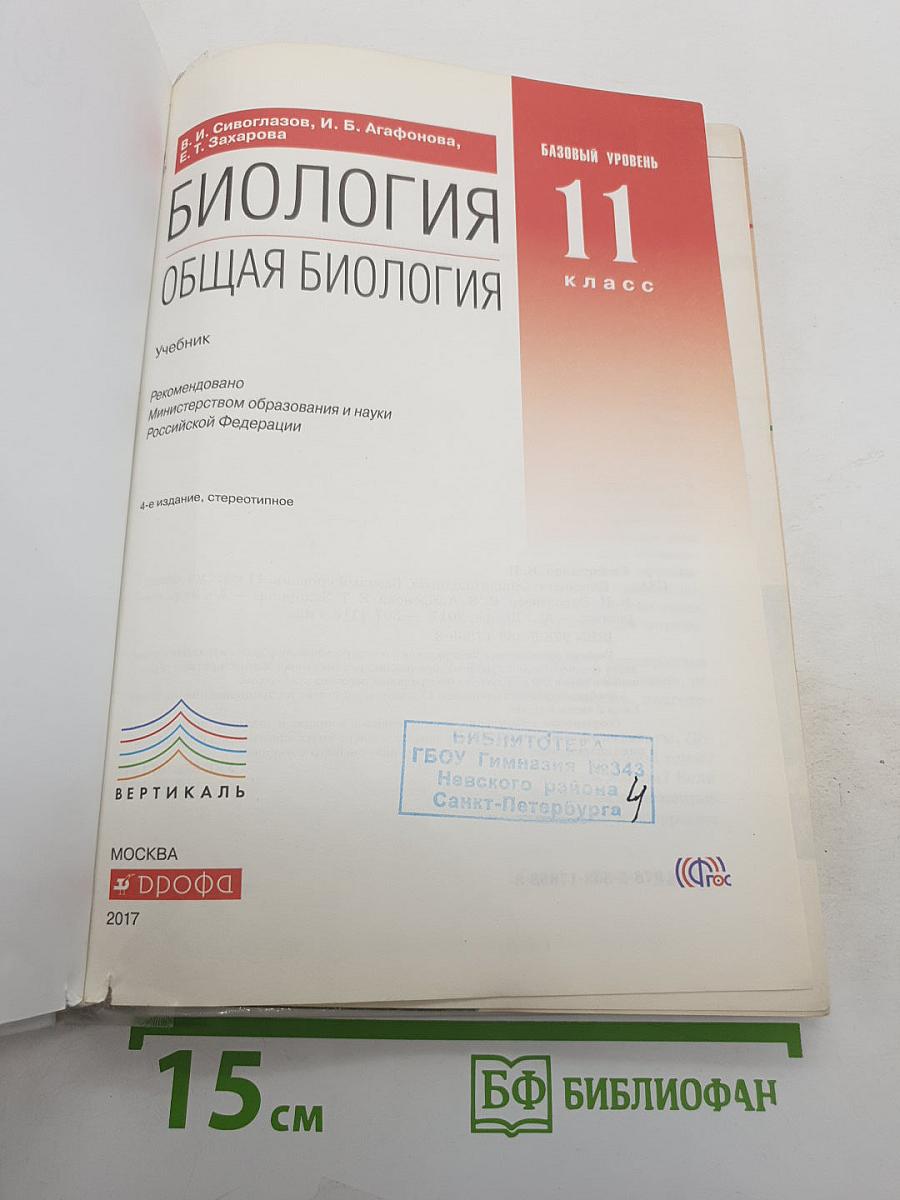 В. И. Сивоглазов, И. Б. Агафонова,
Е. Т. Захарова
БИОЛОГИЯ
ОБЩАЯ БИОЛОГИЯ
БАЗОВЫЙ УРОВЕНЬ
11
класс
Учебник
Рекомендовано
Министерством образования и науки
Российской Федерации
4-е издание, стереотипное
ВЕРТИКАЛЬ
БИБЛИТОТЕКА
ГБОУ Гимназия №343
Невского района
Санкт-Петербурга
4
МОСКВА
дрофа
2017
ФГОС
15 см
БФ БИБЛИОФАН